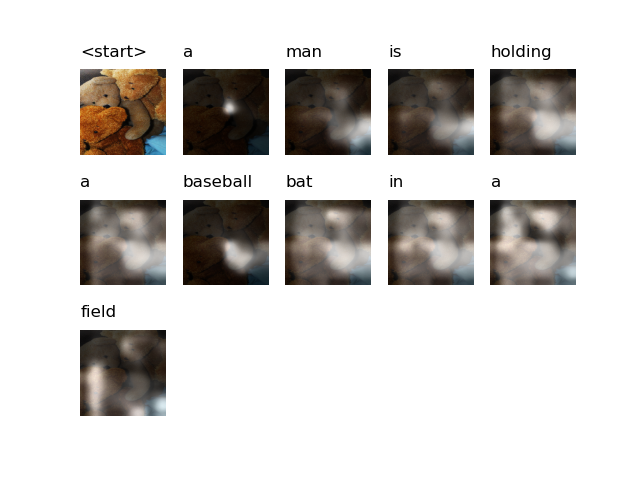 <start> a man is holding
a baseball bat in a
field